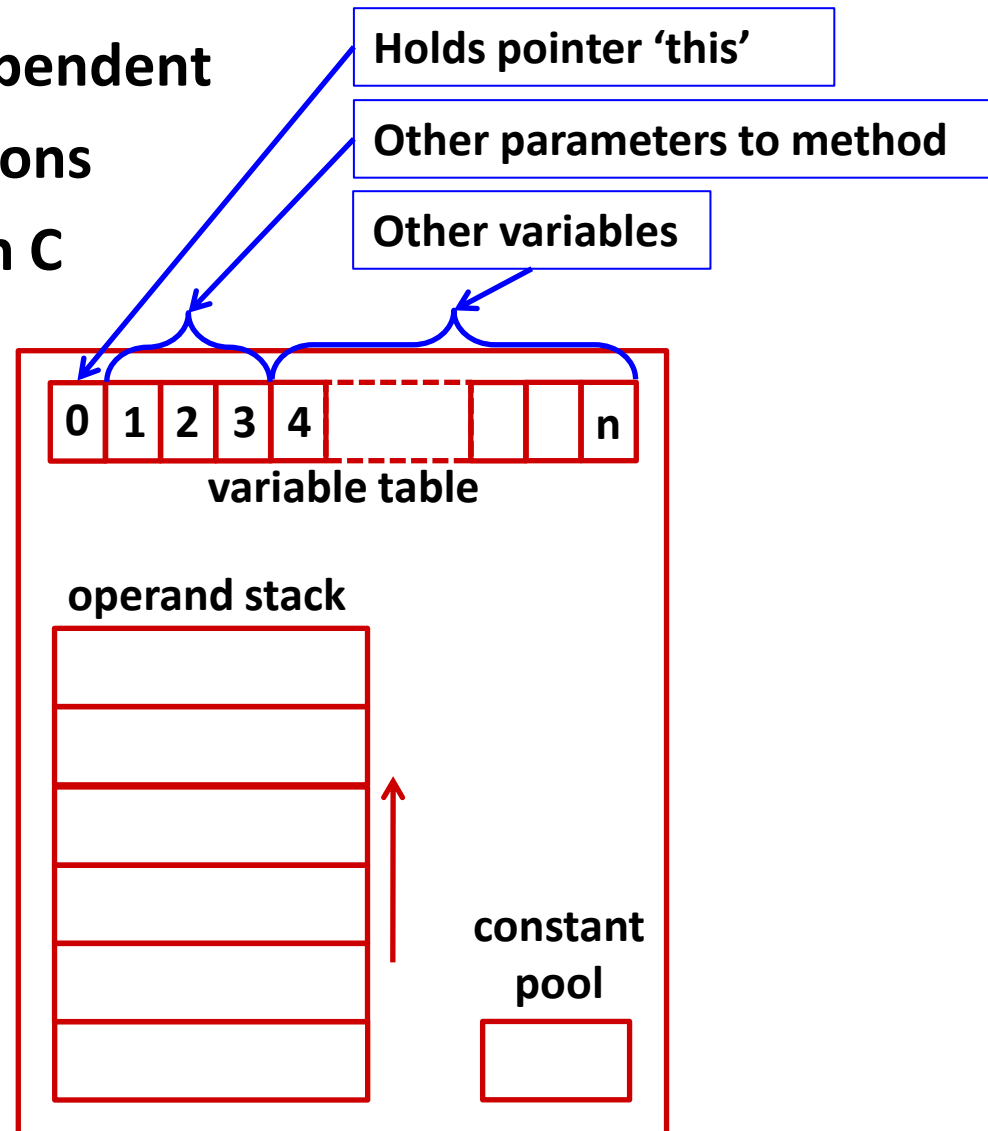 pendent
ons
n C
Holds pointer ‘this’
Other parameters to method
Other variables
0 1 2 3 4 n
variable table
operand stack
constant
pool